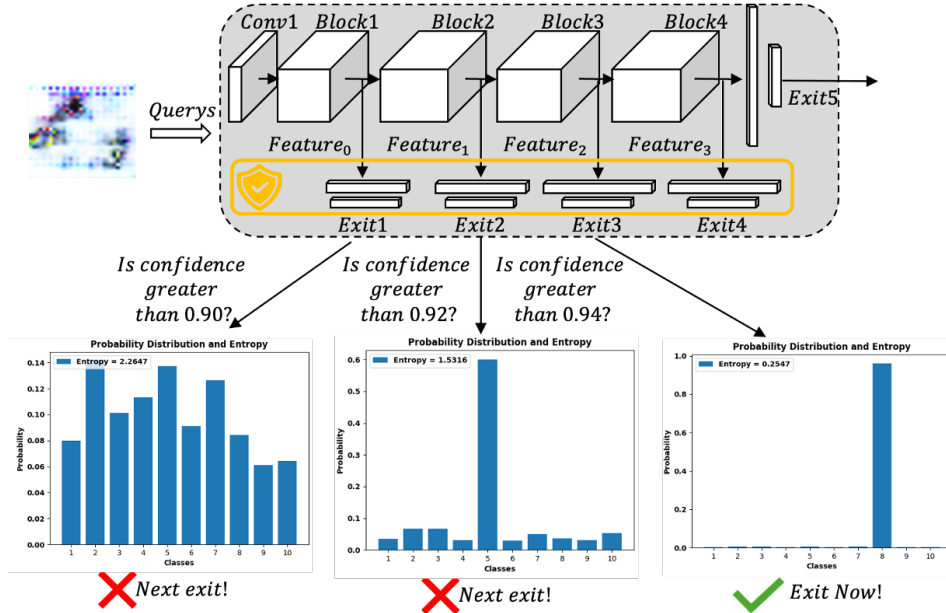 Conv1 Block1 Block2 Block3 Block4
Querys
Exit5
Feature₀ Feature₁ Feature₂ Feature₃
Exit1 Exit2 Exit3 Exit4
Is confidence
greater
than 0.90?
Is confidence
greater
than 0.92?
Is confidence
greater
than 0.94?
Probability Distribution and Entropy
Entropy = 2.2647
Probability
0.14
0.12
0.10
0.08
0.06
0.04
0.02
0.00
1 2 3 4 5 6 7 8 9 10
Classes
Next exit!
Probability Distribution and Entropy
Entropy = 1.5316
Probability
0.6
0.5
0.4
0.3
0.2
0.1
0.0
1 2 3 4 5 6 7 8 9 10
Classes
Next exit!
Probability Distribution and Entropy
Entropy = 0.2547
Probability
1.0
0.8
0.6
0.4
0.2
0.0
1 2 3 4 5 6 7 8 9 10
Classes
Exit Now!